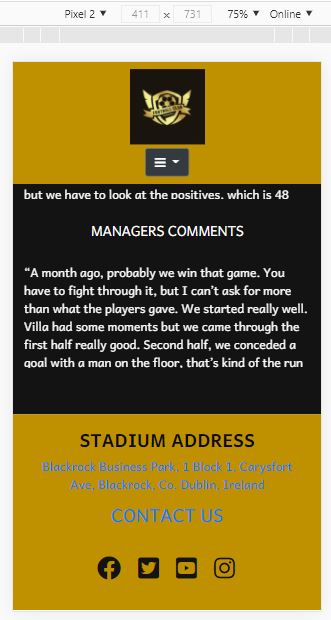 Pixel 2 ▼ 411 x 731 75% ▼ Online ▼
FOOTBALL CLUB
but we have to look at the positives, which is 48
MANAGERS COMMENTS
“A month ago, probably we win that game. You
have to fight through it, but I can’t ask for more
than what the players gave. We started really well.
Villa had some moments but we came through the
first half really good. Second half, we conceded a
goal with a man on the floor, that’s kind of the run
STADIUM ADDRESS
Blackrock Business Park, 1 Block 1, Carysfort
Ave, Blackrock, Co. Dublin, Ireland
CONTACT US